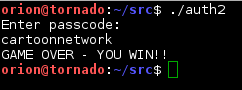 orion@tornado:~/src$ ./auth2
Enter passcode:
cartoonnetwork
GAME OVER - YOU WIN!!
orion@tornado:~/src$